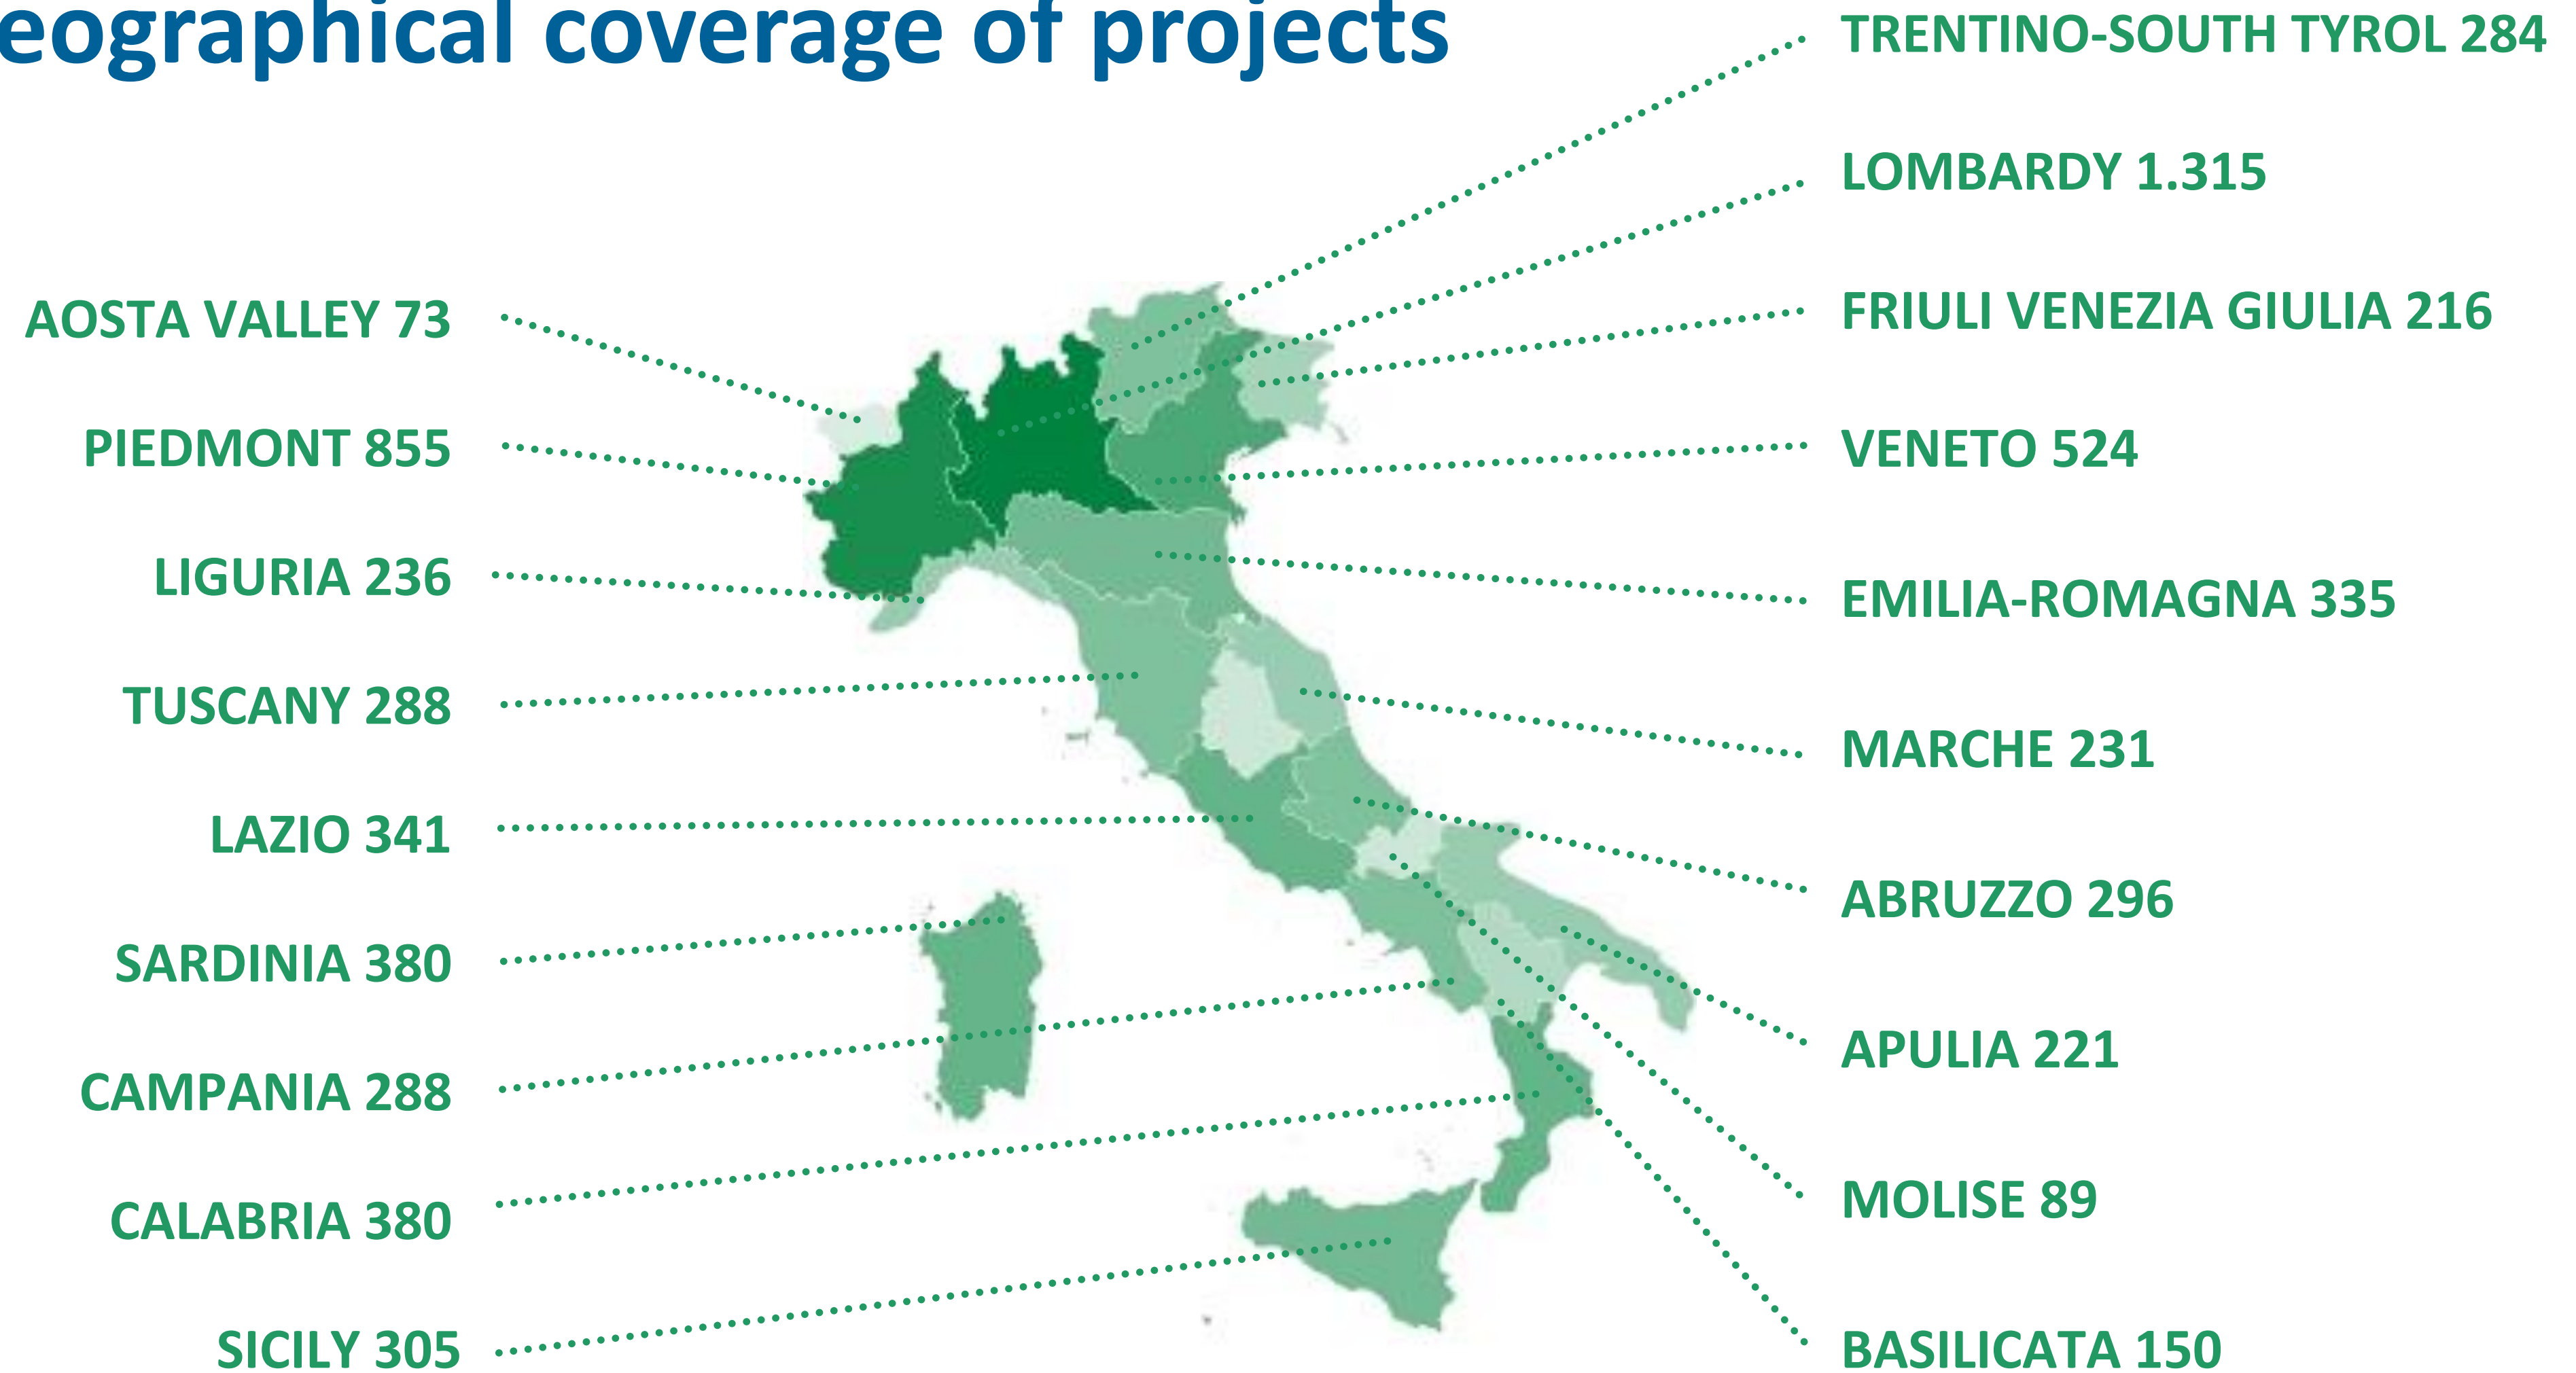 eographical coverage of projects
AOSTA VALLEY 73
PIEDMONT 855
LIGURIA 236
TUSCANY 288
LAZIO 341
SARDINIA 380
CAMPANIA 288
CALABRIA 380
SICILY 305
TRENTINO-SOUTH TYROL 284
LOMBARDY 1.315
FRIULI VENEZIA GIULIA 216
VENETO 524
EMILIA-ROMAGNA 335
MARCHE 231
ABRUZZO 296
APULIA 221
MOLISE 89
BASILICATA 150